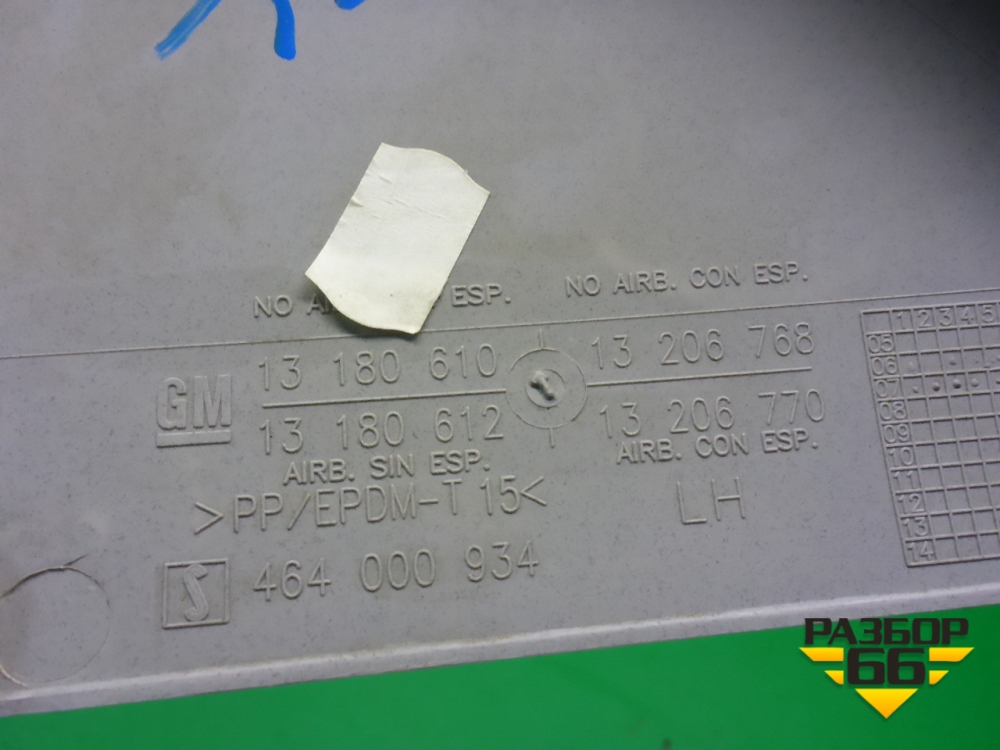 NO ESP. NO AIRB. CON ESP.
GM 13 180 610 13 206 768
13 180 612 13 206 770
AIRB. SIN ESP. AIRB. CON ESP.
>PP/EPDM-T 15< LH
S 464 000 934
1 2 3 4 5
05
06
07
08
09
10
11
12
13
14
РАЗБОР
66